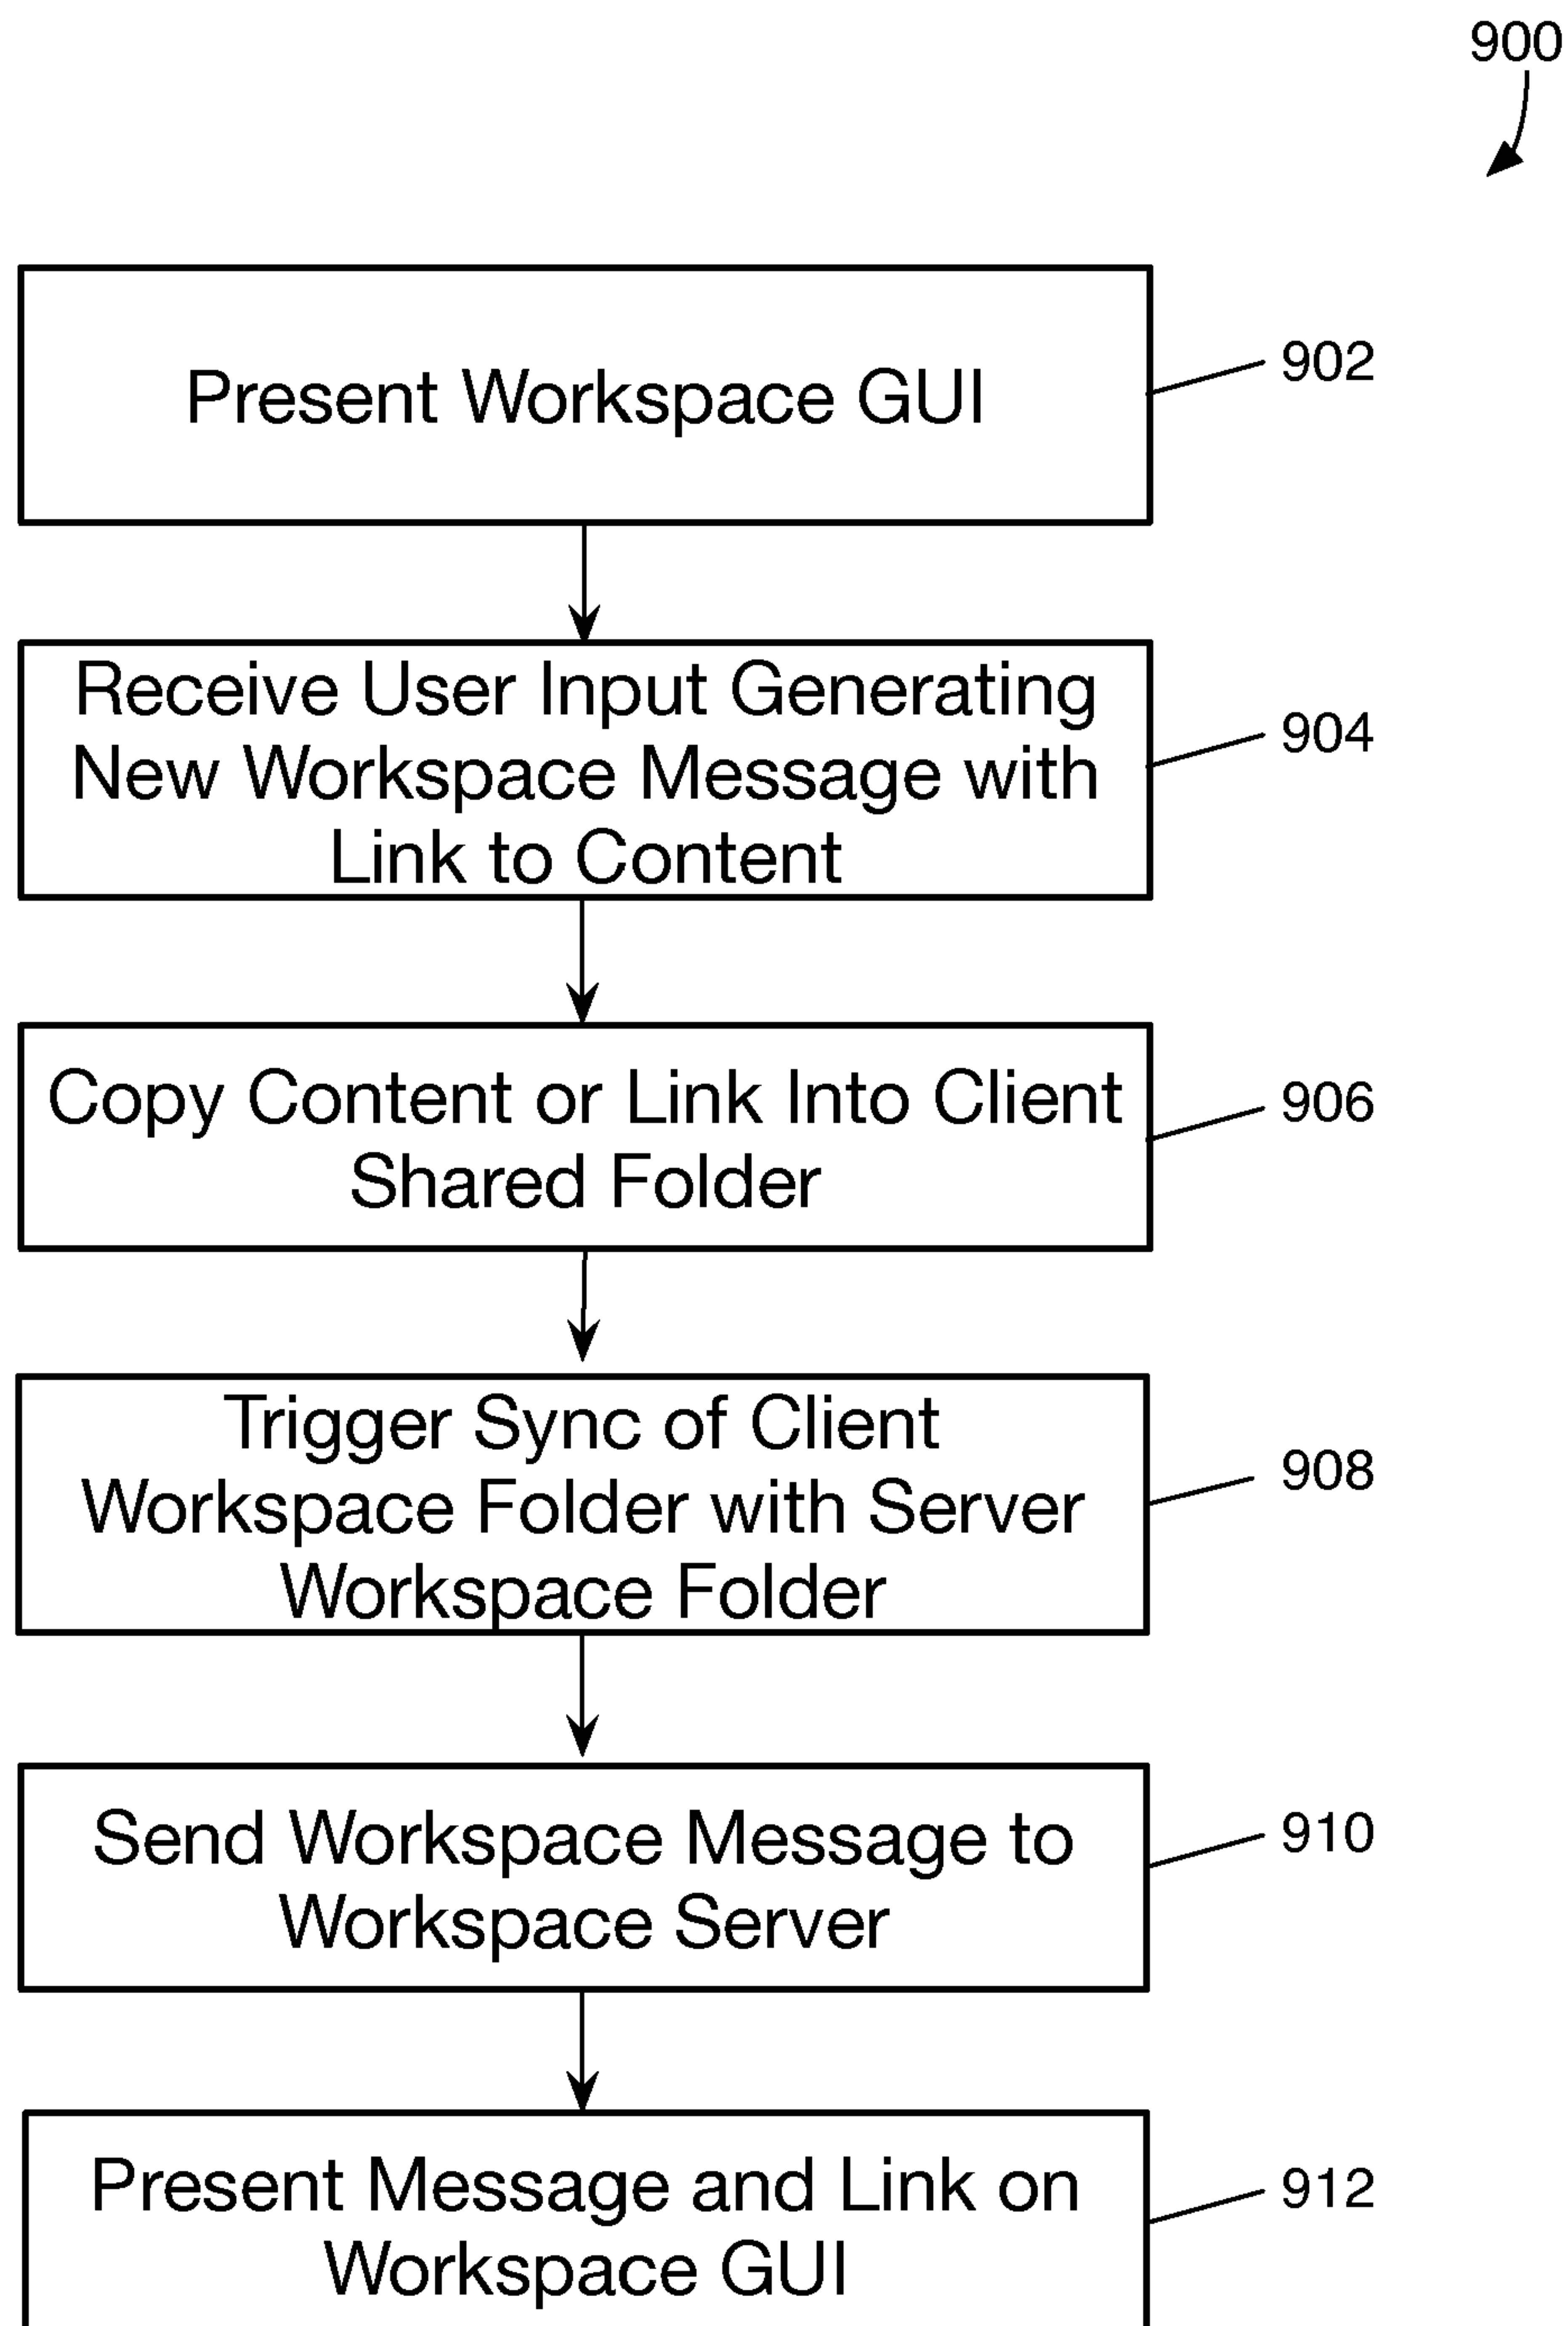 900
Present Workspace GUI
902
Receive User Input Generating
New Workspace Message with
Link to Content
904
Copy Content or Link Into Client
Shared Folder
906
Trigger Sync of Client
Workspace Folder with Server
Workspace Folder
908
Send Workspace Message to
Workspace Server
910
Present Message and Link on
Workspace GUI
912